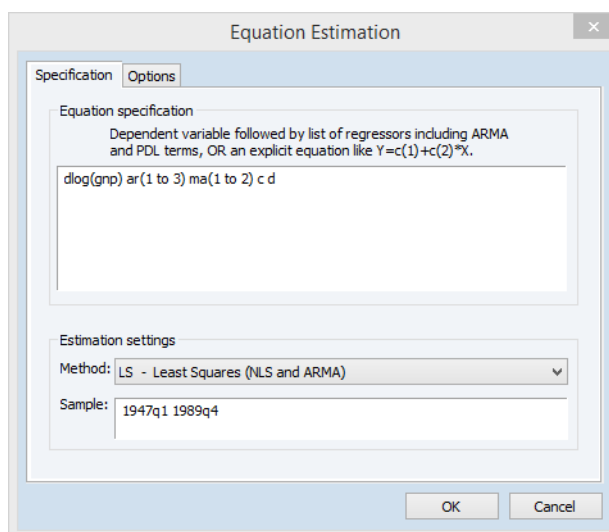 Equation Estimation
Specification
Options
Equation specification
Dependent variable followed by list of regressors including ARMA
and PDL terms, OR an explicit equation like Y=c(1)+c(2)*X.
dlog(gnp) ar(1 to 3) ma(1 to 2) c d
Estimation settings
Method: LS - Least Squares (NLS and ARMA)
Sample: 1947q1 1989q4
OK Cancel